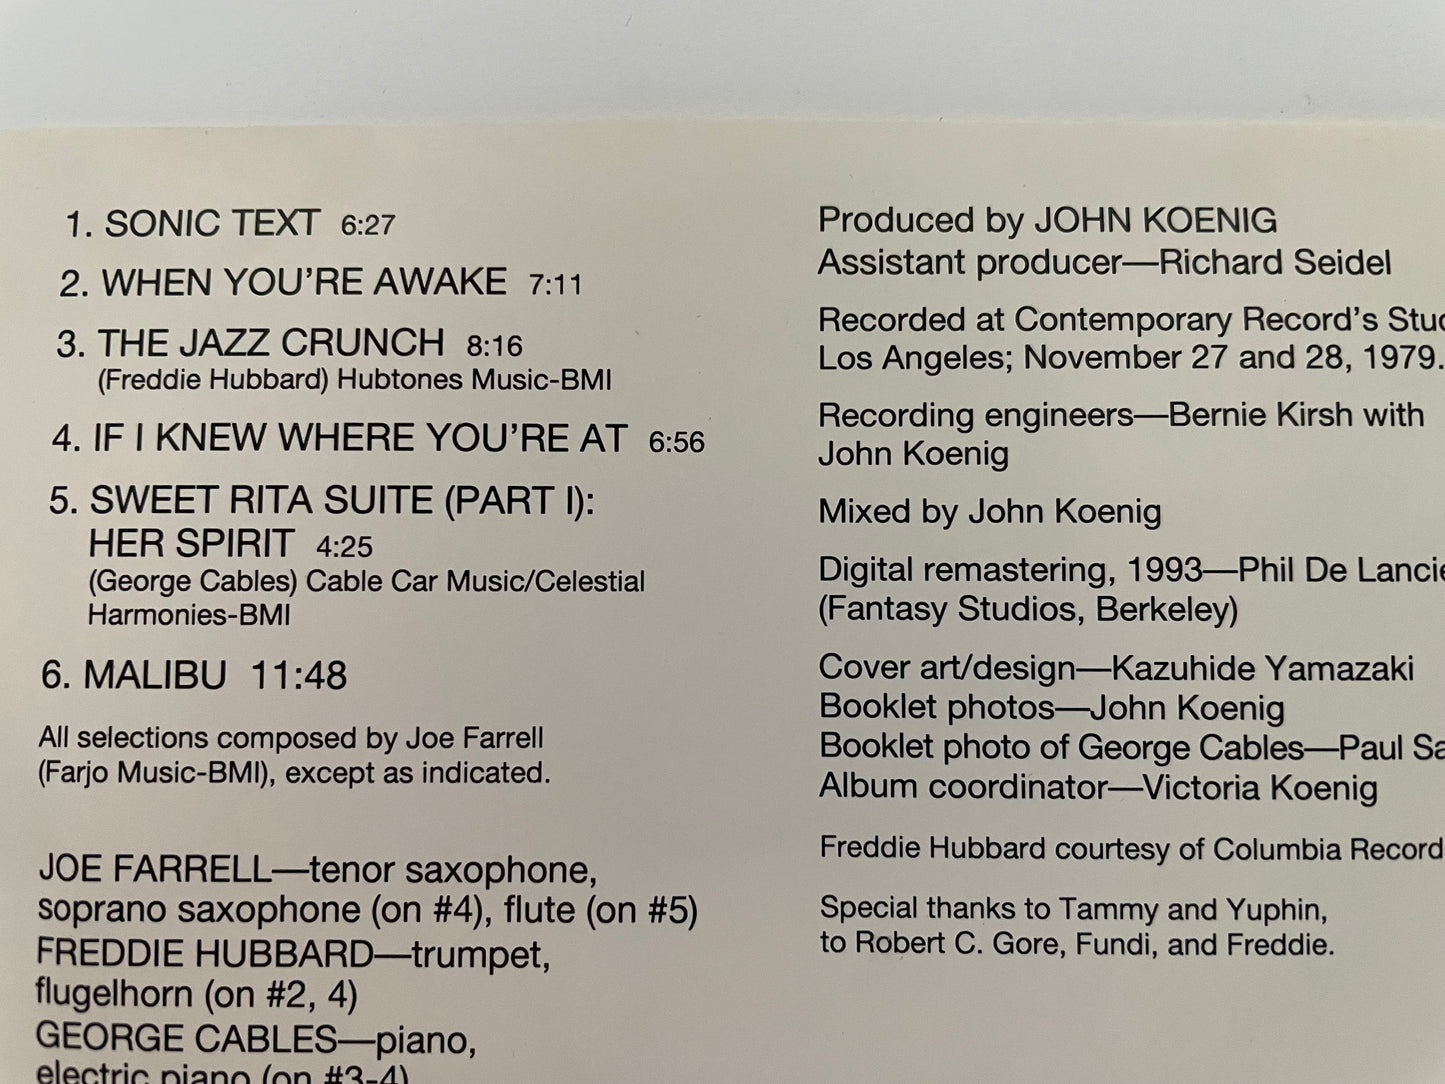 1. SONIC TEXT 6:27
2. WHEN YOU'RE AWAKE 7:11
3. THE JAZZ CRUNCH 8:16
(Freddie Hubbard) Hubtones Music-BMI
4. IF I KNEW WHERE YOU'RE AT 6:56
5. SWEET RITA SUITE (PART I):
HER SPIRIT 4:25
(George Cables) Cable Car Music/Celestial
Harmonies-BMI
6. MALIBU 11:48
All selections composed by Joe Farrell
(Farjo Music-BMI), except as indicated.
JOE FARRELL—tenor saxophone,
soprano saxophone (on #4), flute (on #5)
FREDDIE HUBBARD—trumpet,
flugelhorn (on #2, 4)
GEORGE CABLES—piano,
electric piano (on #3-4)
Produced by JOHN KOENIG
Assistant producer—Richard Seidel
Recorded at Contemporary Record's
Los Angeles; November 27 and 28, 1979.
Recording engineers—Bernie Kirsh with
John Koenig
Mixed by John Koenig
Digital remastering, 1993—Phil De
(Fantasy Studios, Berkeley)
Cover art/design—Kazuhide Yamazaki
Booklet photos—John Koenig
Booklet photo of George Cables—Paul
Album coordinator—Victoria Koenig
Freddie Hubbard courtesy of Columbia Record
Special thanks to Tammy and Yuphin,
to Robert C. Gore, Fundi, and Freddie.